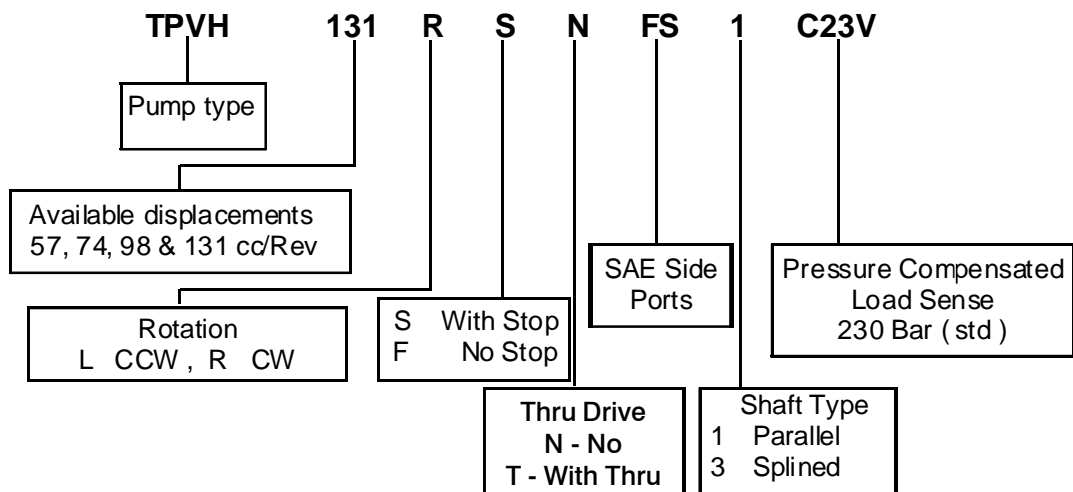 TPVH 131 R S N FS 1 C23V
Pump type
Available displacements
57, 74, 98 & 131 cc/Rev
Rotation
L CCW , R CW
S With Stop
F No Stop
Thru Drive
N - No
T - With Thru
SAE Side
Ports
Shaft Type
1 Parallel
3 Splined
Pressure Compensated
Load Sense
230 Bar ( std )